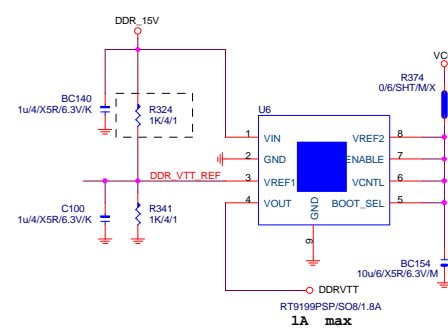 DDR_15V
VC
BC140
1u/4/X5R/6.3V/K
R324
1K/4/1
R374
0/6/SHT/M/X
U6
1 VIN VREF2 8
2 GND ENABLE 7
DDR_VTT_REF 3 VREF1 VCNTL 6
4 VOUT BOOT_SEL 5
GND
9
C100
1u/4/X5R/6.3V/K
R341
1K/4/1
BC154
10u/6/X5R/6.3V/M
DDRVTT
RT9199PSP/SO8/1.8A
1A max